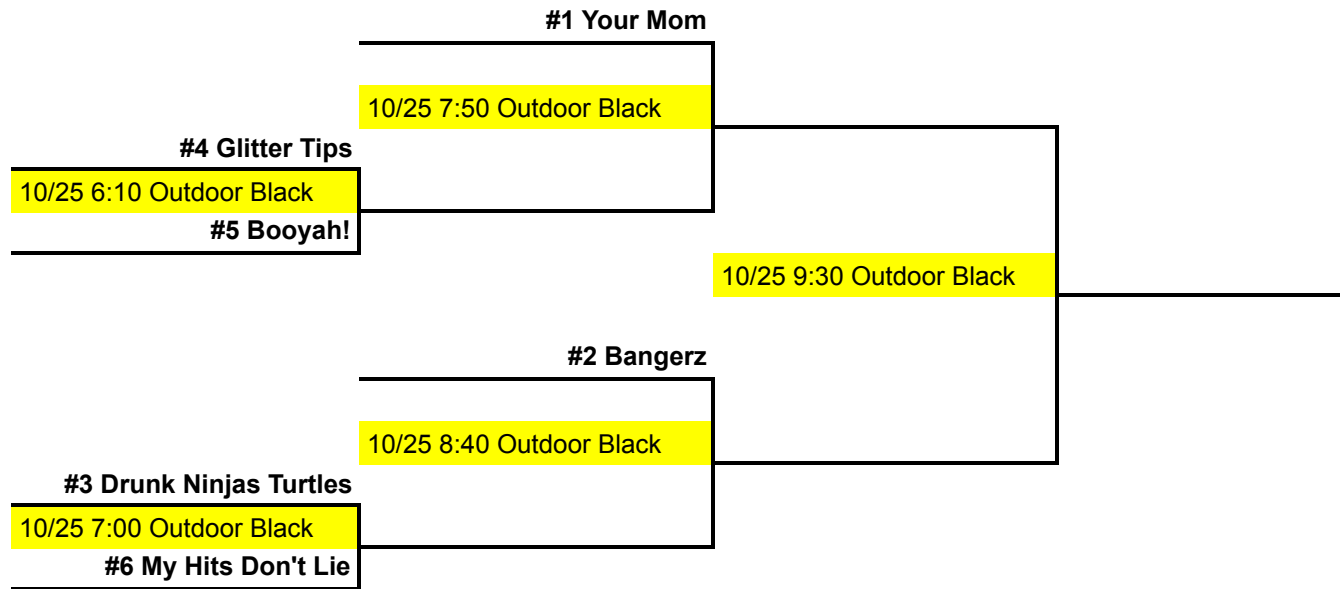 #1 Your Mom
10/25 7:50 Outdoor Black
#4 Glitter Tips
10/25 6:10 Outdoor Black
#5 Booyah!
10/25 9:30 Outdoor Black
#2 Bangerz
10/25 8:40 Outdoor Black
#3 Drunk Ninjas Turtles
10/25 7:00 Outdoor Black
#6 My Hits Don't Lie